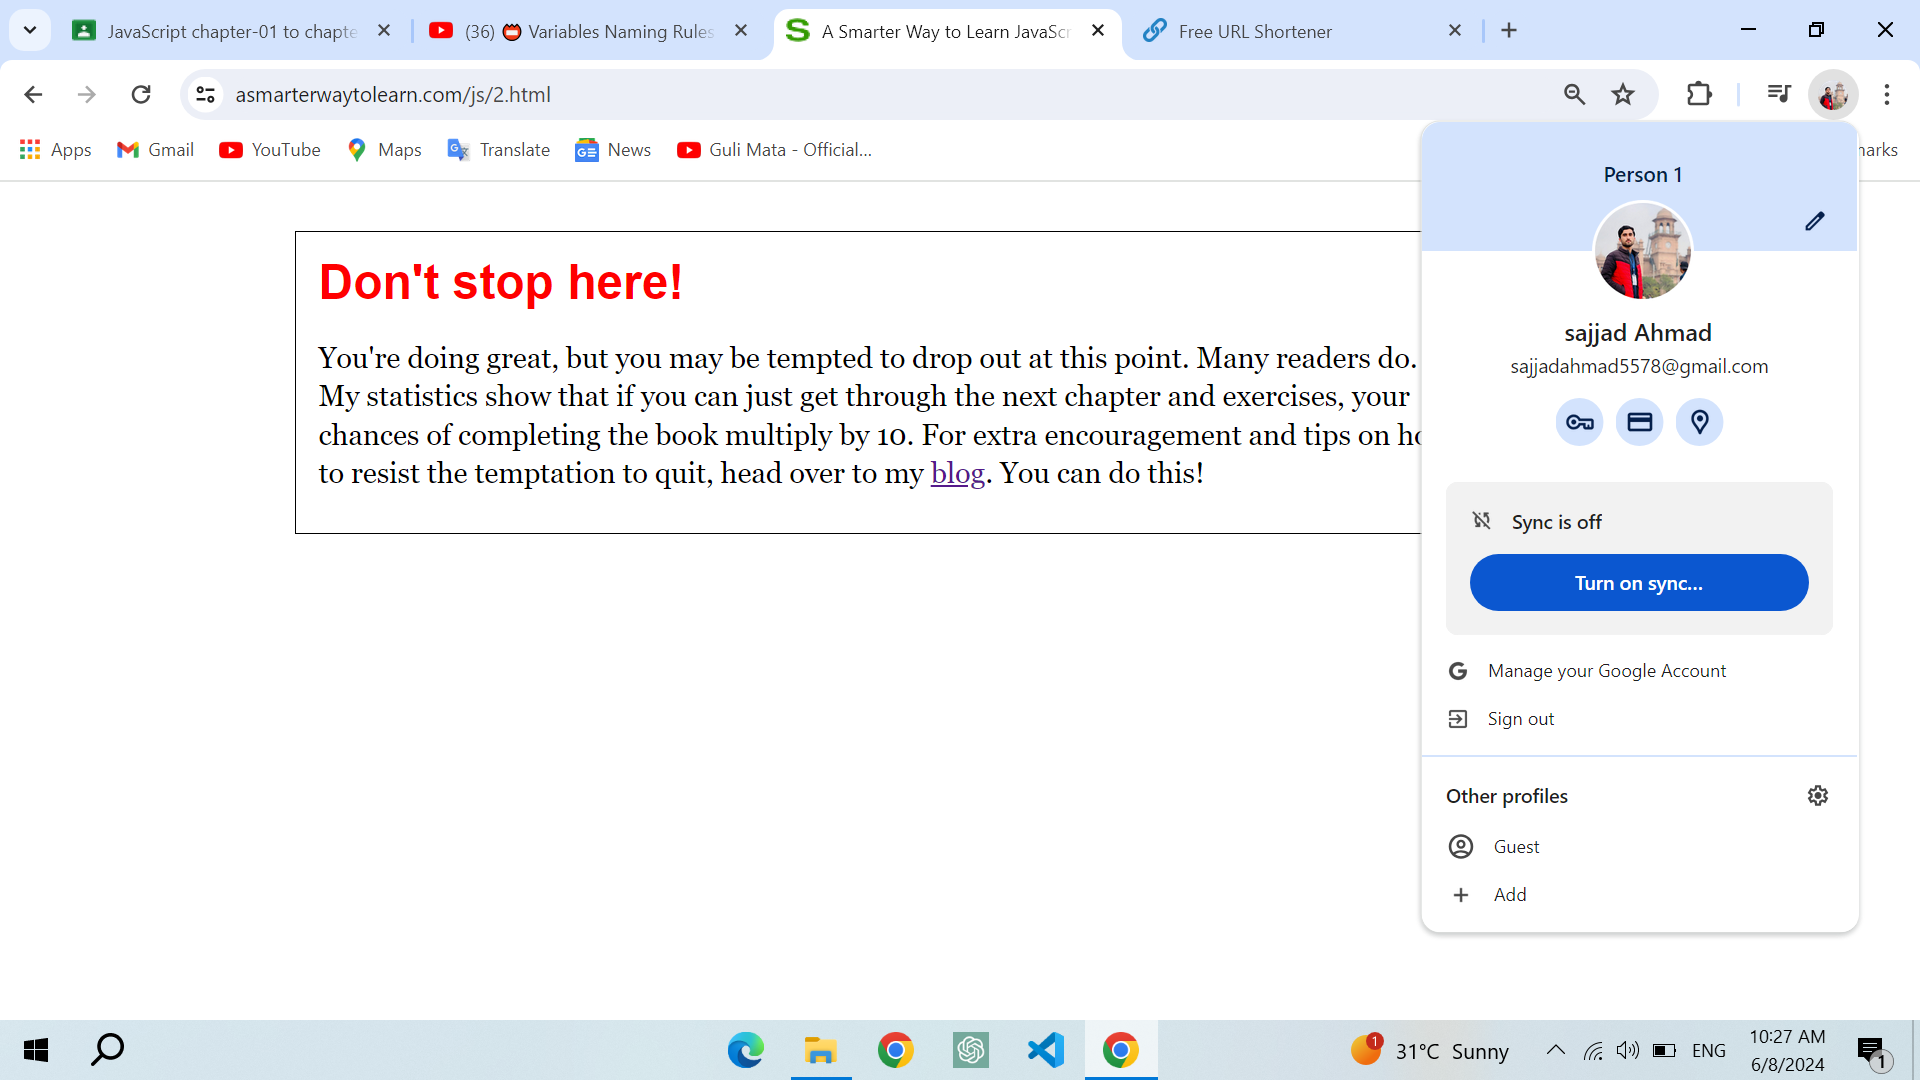 JavaScript chapter-01 to chapte
(36) 📛 Variables Naming Rules
A Smarter Way to Learn JavaScr
Free URL Shortener
asmarterwaytolearn.com/js/2.html
Apps
Gmail
YouTube
Maps
Translate
News
Guli Mata - Official...
Don't stop here!
You're doing great, but you may be tempted to drop out at this point. Many readers do.
My statistics show that if you can just get through the next chapter and exercises, your
chances of completing the book multiply by 10. For extra encouragement and tips on
to resist the temptation to quit, head over to my blog. You can do this!
Person 1
sajjad Ahmad
sajjadahmad5578@gmail.com
Sync is off
Turn on sync...
Manage your Google Account
Sign out
Other profiles
Guest
Add
1
31°C Sunny
ENG
10:27 AM
6/8/2024
1